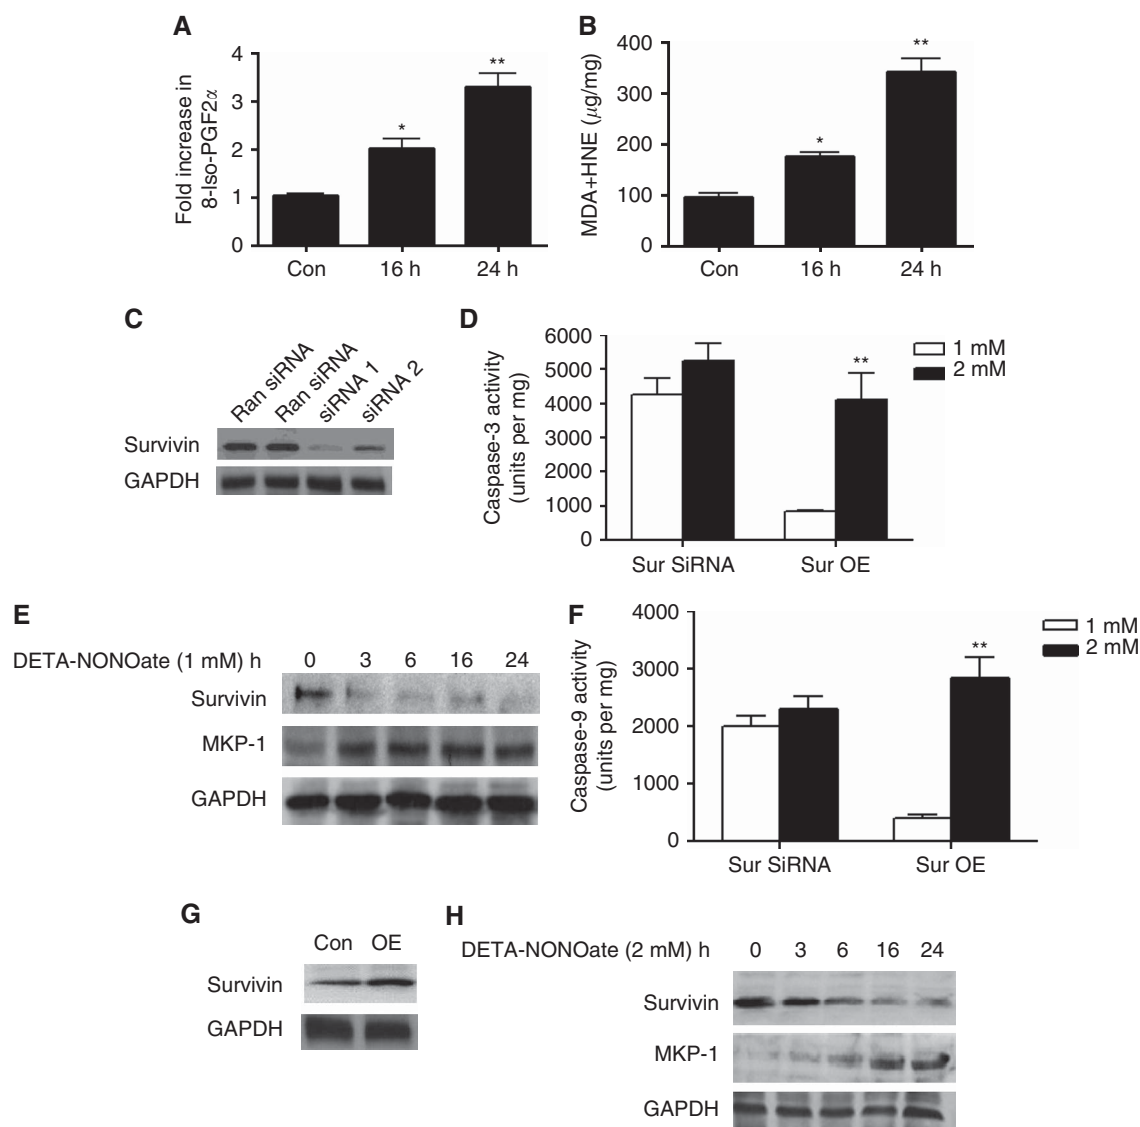 A
Fold increase in
8-Iso-PGF2α
4
3
2
1
0
*
**
Con
16 h
24 h
B
MDA+HNE (μg/mg)
400
300
200
100
0
*
**
Con
16 h
24 h
C
Ran siRNA
Ran siRNA
siRNA 1
siRNA 2
Survivin
GAPDH
D
Caspase-3 activity
(units per mg)
6000
5000
4000
3000
2000
1000
0
**
1 mM
2 mM
Sur SiRNA
Sur OE
E
DETA-NONOate (1 mM) h 0 3 6 16 24
Survivin
MKP-1
GAPDH
F
Caspase-9 activity
(units per mg)
4000
3000
2000
1000
0
**
1 mM
2 mM
Sur SiRNA
Sur OE
G
Con OE
Survivin
GAPDH
H
DETA-NONOate (2 mM) h 0 3 6 16 24
Survivin
MKP-1
GAPDH